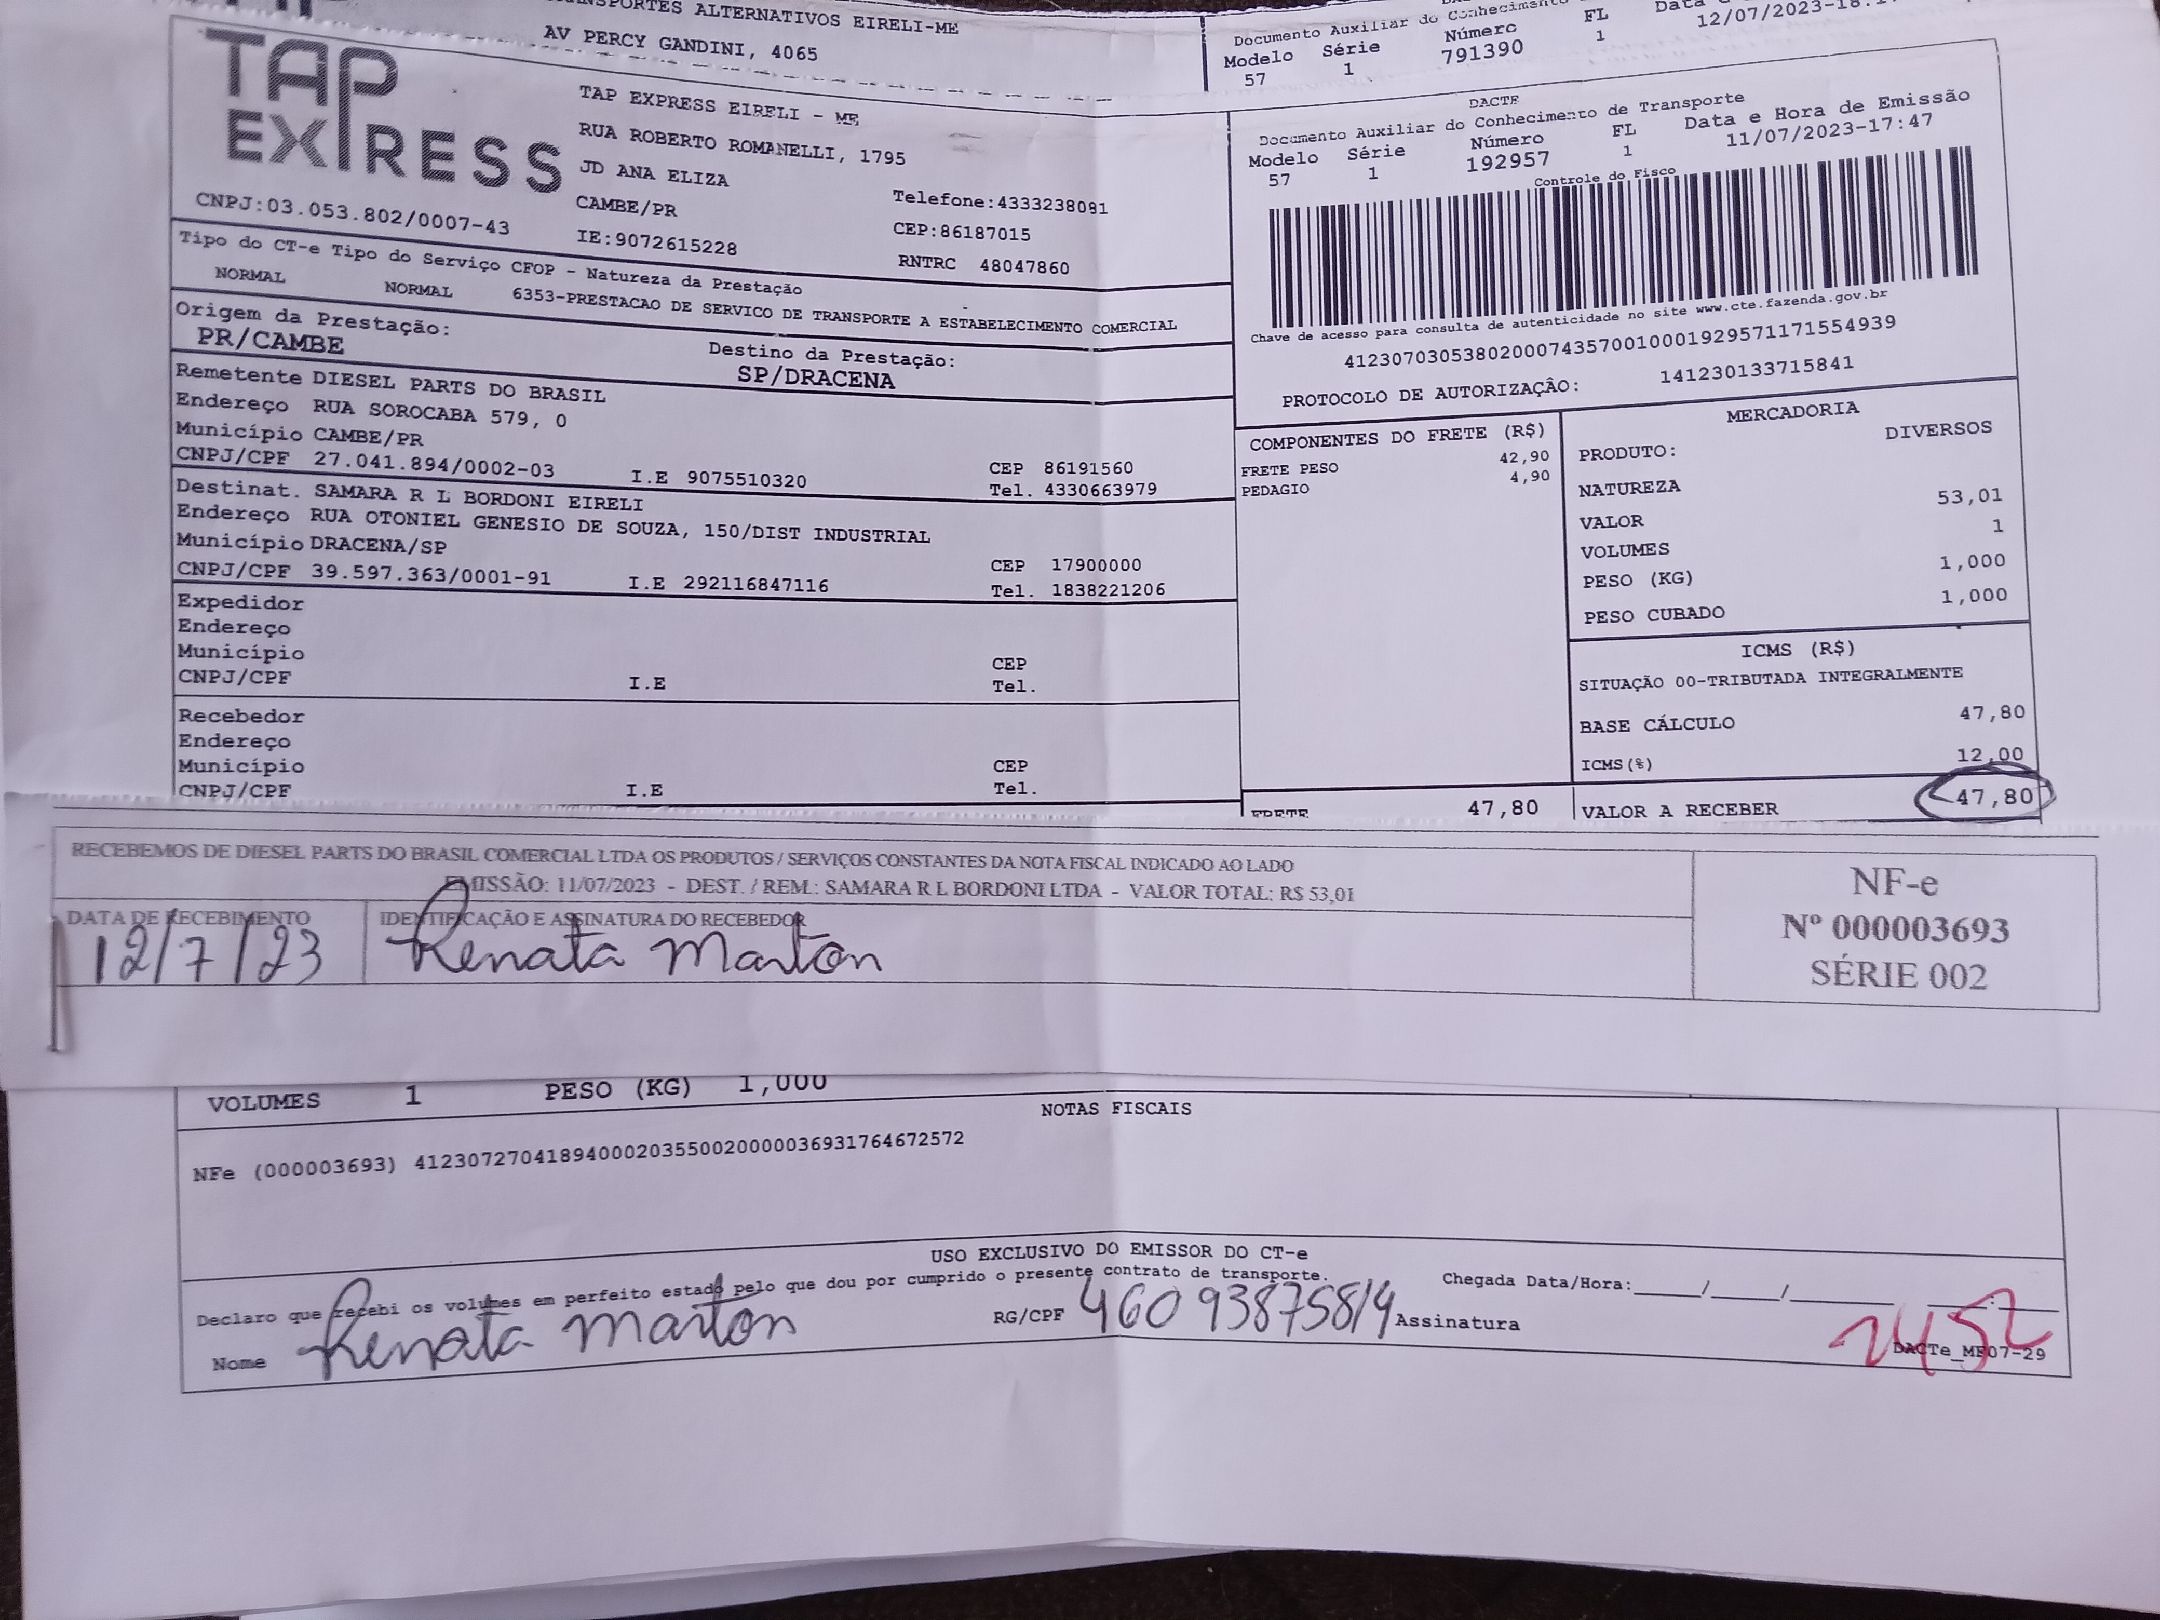 TRANSPORTES ALTERNATIVOS EIRELI-ME
AV PERCY GANDINI, 4065
Documento Auxiliar do Conhecimento
Modelo Série Número FL Data
57 1 791390 1 12/07/2023-18:
TAP
EXPRESS
CNPJ:03.053.802/0007-43
TAP EXPRESS EIRELI - ME
RUA ROBERTO ROMANELLI, 1795
JD ANA ELIZA
CAMBE/PR
IE:9072615228
Telefone:4333238091
CEP:86187015
RNTRC 48047860
DACTE
Documento Auxiliar do Conhecimento de Transporte
Modelo Série Número FL Data e Hora de Emissão
57 1 192957 1 11/07/2023-17:47
Controle do Fisco
Chave de acesso para consulta de autenticidade no site www.cte.fazenda.gov.br
41230703053802000743570010001929571171554939
PROTOCOLO DE AUTORIZAÇÂO: 141230133715841
Tipo do CT-e Tipo do Serviço CFOP - Natureza da Prestação
NORMAL NORMAL 6353-PRESTACAO DE SERVICO DE TRANSPORTE A ESTABELECIMENTO COMERCIAL
Origem da Prestação:
PR/CAMBE
Destino da Prestação:
SP/DRACENA
Remetente DIESEL PARTS DO BRASIL
Endereço RUA SOROCABA 579, 0
Município CAMBE/PR
CNPJ/CPF 27.041.894/0002-03 I.E 9075510320
CEP 86191560
Tel. 4330663979
Destinat. SAMARA R L BORDONI EIRELI
Endereço RUA OTONIEL GENESIO DE SOUZA, 150/DIST INDUSTRIAL
Município DRACENA/SP
CNPJ/CPF 39.597.363/0001-91 I.E 292116847116
CEP 17900000
Tel. 1838221206
Expedidor
Endereço
Município CEP
CNPJ/CPF I.E Tel.
Recebedor
Endereço
Município CEP
CNPJ/CPF I.E Tel.
COMPONENTES DO FRETE (R$)
FRETE PESO 42,90
PEDAGIO 4,90
MERCADORIA
PRODUTO: DIVERSOS
NATUREZA
VALOR 53,01
VOLUMES 1
PESO (KG) 1,000
PESO CUBADO 1,000
ICMS (R$)
SITUAÇÃO 00-TRIBUTADA INTEGRALMENTE
BASE CÁLCULO 47,80
ICMS(%) 12,00
FRETE 47,80 VALOR A RECEBER 47,80
RECEBEMOS DE DIESEL PARTS DO BRASIL COMERCIAL LTDA OS PRODUTOS / SERVIÇOS CONSTANTES DA NOTA FISCAL INDICADO AO LADO
EMISSÃO: 11/07/2023 - DEST. / REM.: SAMARA R L BORDONI LTDA - VALOR TOTAL: R$ 53,01
DATA DE RECEBIMENTO IDENTIFICAÇÃO E ASSINATURA DO RECEBEDOR
12/7/23 Renata Marton
NF-e
Nº 000003693
SÉRIE 002
VOLUMES 1 PESO (KG) 1,000
NOTAS FISCAIS
NFe (000003693) 41230727041894000203550020000036931764672572
USO EXCLUSIVO DO EMISSOR DO CT-e
Declaro que recebi os volumes em perfeito estado pelo que dou por cumprido o presente contrato de transporte.
Chegada Data/Hora:_____/_____/_______ ___:____
Nome Renata Marton RG/CPF 460938758/4 Assinatura
2452
DACTe_MF07-29